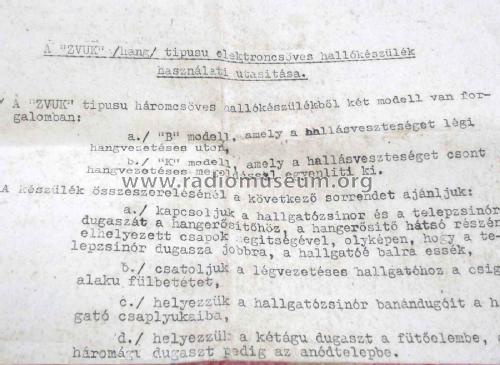 A "ZVUK" /hang/ tipusu elektroncsöves hallókészülék
használati utasitása.
A "ZVUK" tipusu háromcsöves hallókészülékből két modell van for-
galomban:
a./ "B" modell, amely a hallásveszteséget légi
hangvezetéses uton,
b./ "K" modell, amely a hallásveszteséget csont
hangvezetéses megoldással egyenliti ki.
www.radiomuseum.org
A készülék összeszerelésénél a következő sorrendet ajánljuk:
a./ kapcsoljuk a hallgatózsinor és a telepzsinór
dugaszát a hangerősitőhöz, a hangerősitő hátsó részén
elhelyezett csapok segitségével, olyképen, hogy a te-
lepzsinór dugasza jobbra, a hallgatóé balra essék,
b./ csatoljuk a légvezetéses hallgatóhoz a csig
alaku fülbetétet,
c./ helyezzük a hallgatózsinor banándugóit a h
gató csaplyukaiba,
d./ helyezzük a kétágu dugaszt a fütőelembe, a
háromágu dugaszt pedig az anódtelepbe.